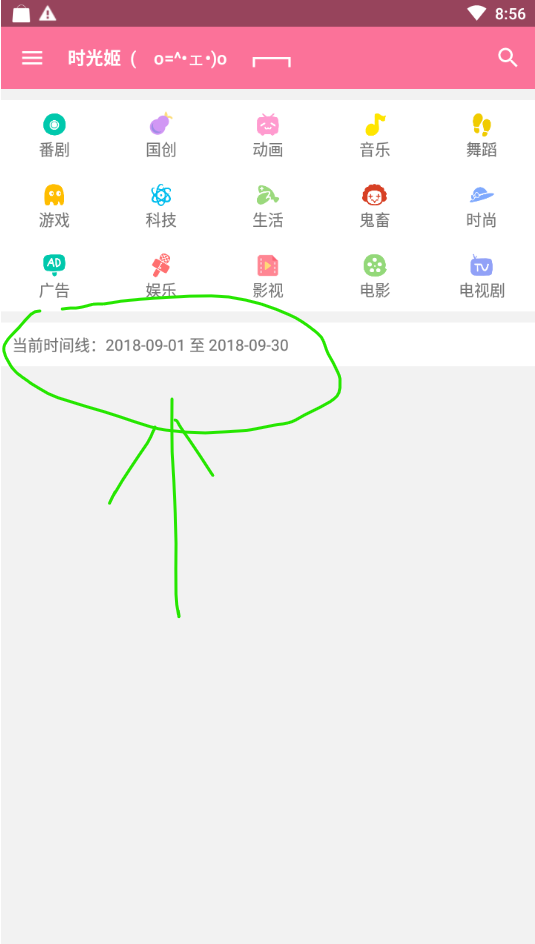 8:56
时光姬 ( o=^•ェ•)o ┏━┓
番剧 国创 动画 音乐 舞蹈
游戏 科技 生活 鬼畜 时尚
AD TV
广告 娱乐 影视 电影 电视剧
当前时间线：2018-09-01 至 2018-09-30